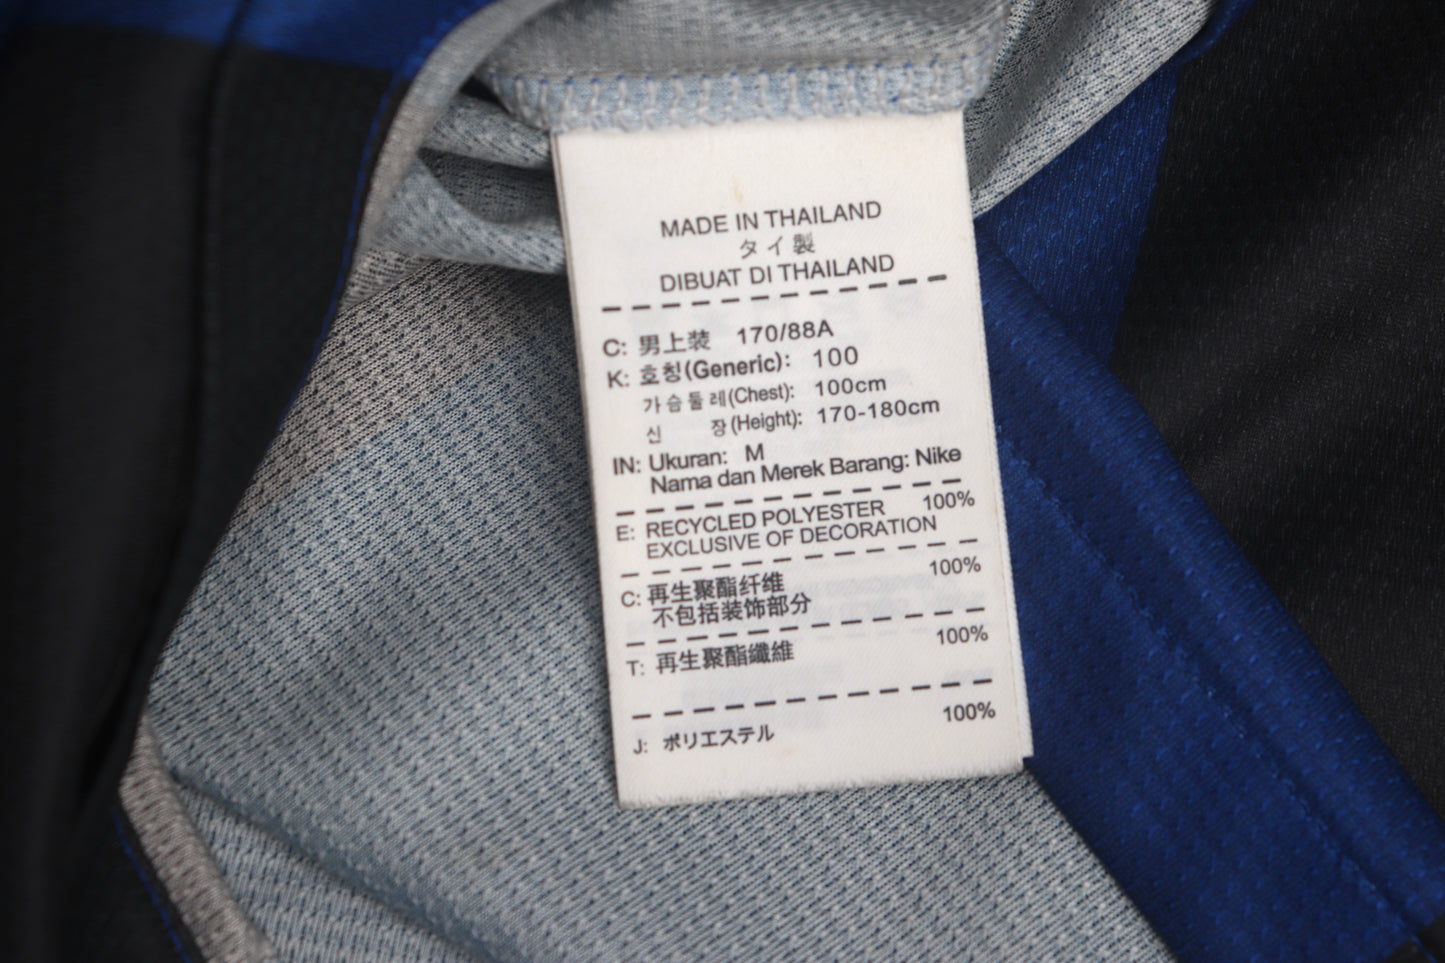 MADE IN THAILAND
タイ製
DIBUAT DI THAILAND
C: 男上装 170/88A
K: 호칭(Generic): 100
가슴둘레(Chest): 100cm
신 장(Height): 170-180cm
IN: Ukuran: M
Nama dan Merek Barang: Nike
E: RECYCLED POLYESTER 100%
EXCLUSIVE OF DECORATION
C: 再生聚酯纤维 100%
不包括装饰部分
T: 再生聚酯纖維 100%
J: ポリエステル 100%